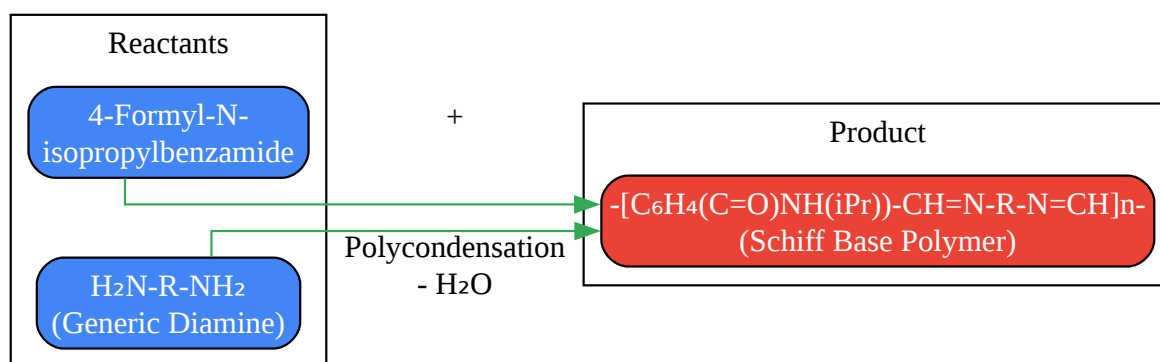 Reactants
4-Formyl-N-
isopropylbenzamide
+
Product
-[C₆H₄(C=O)NH(iPr))-CH=N-R-N=CH]n-
(Schiff Base Polymer)
Polycondensation
- H₂O
H₂N-R-NH₂
(Generic Diamine)